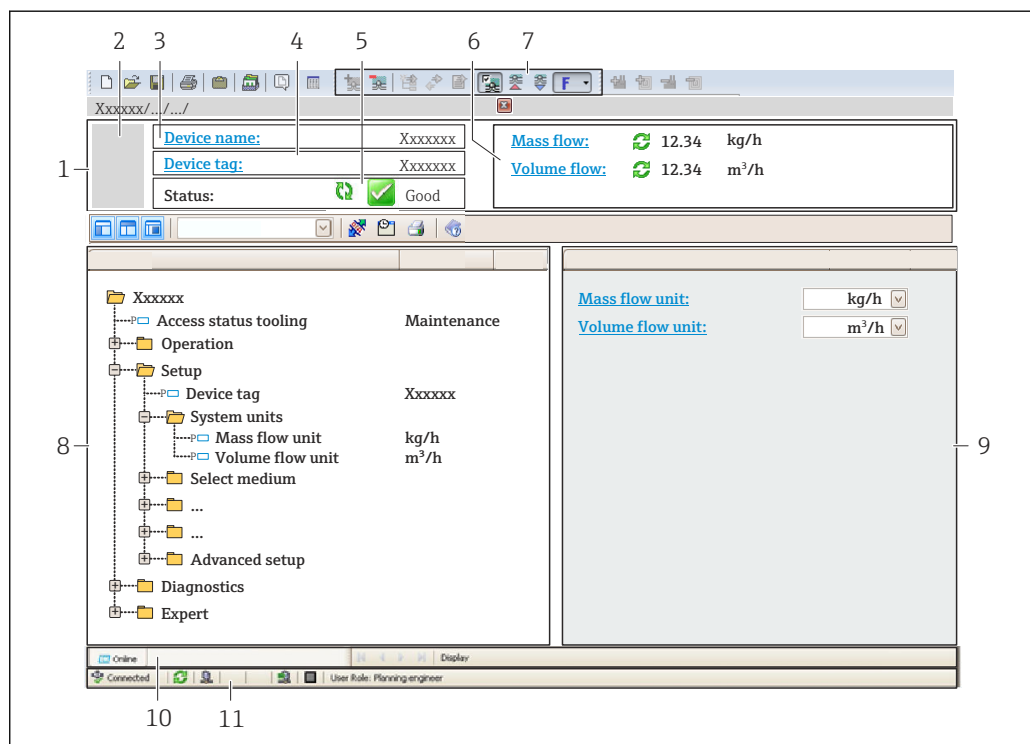 2 3 4 5 6 7
F
Xxxxxx/.../.../
1
Device name: Xxxxxxx
Device tag: Xxxxxxx
Status: Good
Mass flow: 12.34 kg/h
Volume flow: 12.34 m³/h
Xxxxxx
P Access status tooling Maintenance
Operation
Setup
P Device tag Xxxxxx
System units
P Mass flow unit kg/h
P Volume flow unit m³/h
Select medium
...
...
Advanced setup
Diagnostics
Expert
Mass flow unit: kg/h
Volume flow unit: m³/h
8
9
Online Display
Connected User Role: Planning engineer
10 11